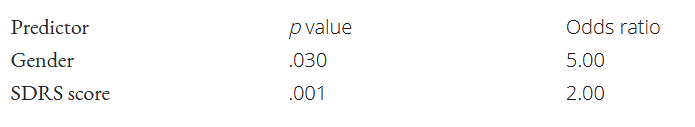 Predictor p value Odds ratio
Gender .030 5.00
SDRS score .001 2.00